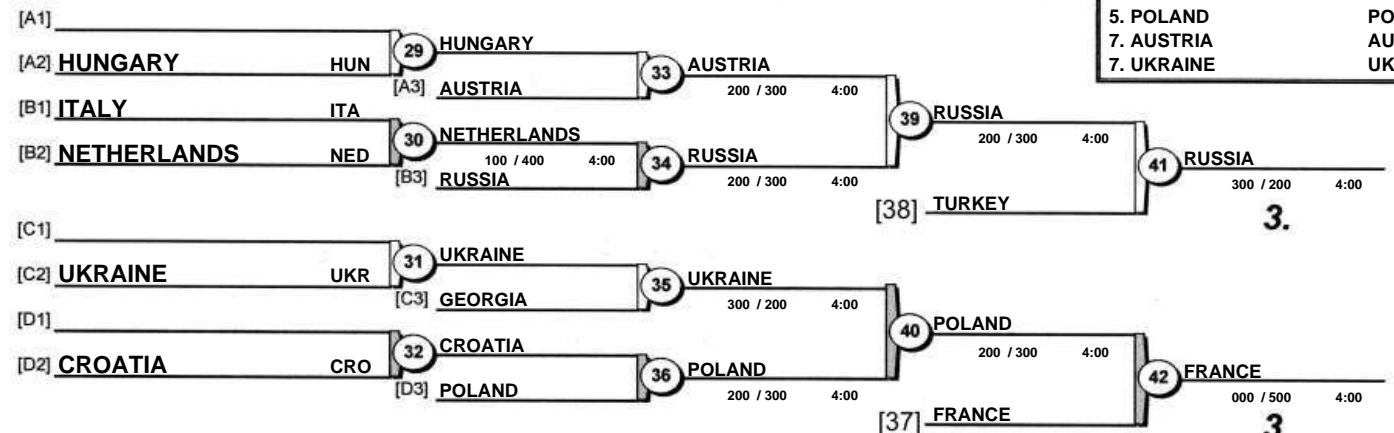 5. POLAND PO
7. AUSTRIA AU
7. UKRAINE UK
[A1]
[A2] HUNGARY HUN
29 HUNGARY
[A3] AUSTRIA
33 AUSTRIA
200 / 300 4:00
[B1] ITALY ITA
[B2] NETHERLANDS NED
30 NETHERLANDS
100 / 400 4:00
[B3] RUSSIA
34 RUSSIA
200 / 300 4:00
39 RUSSIA
200 / 300 4:00
[38] TURKEY
41 RUSSIA
300 / 200 4:00
3.
[C1]
[C2] UKRAINE UKR
31 UKRAINE
[C3] GEORGIA
35 UKRAINE
300 / 200 4:00
[D1]
[D2] CROATIA CRO
32 CROATIA
[D3] POLAND
36 POLAND
200 / 300 4:00
40 POLAND
200 / 300 4:00
[37] FRANCE
42 FRANCE
000 / 500 4:00
3